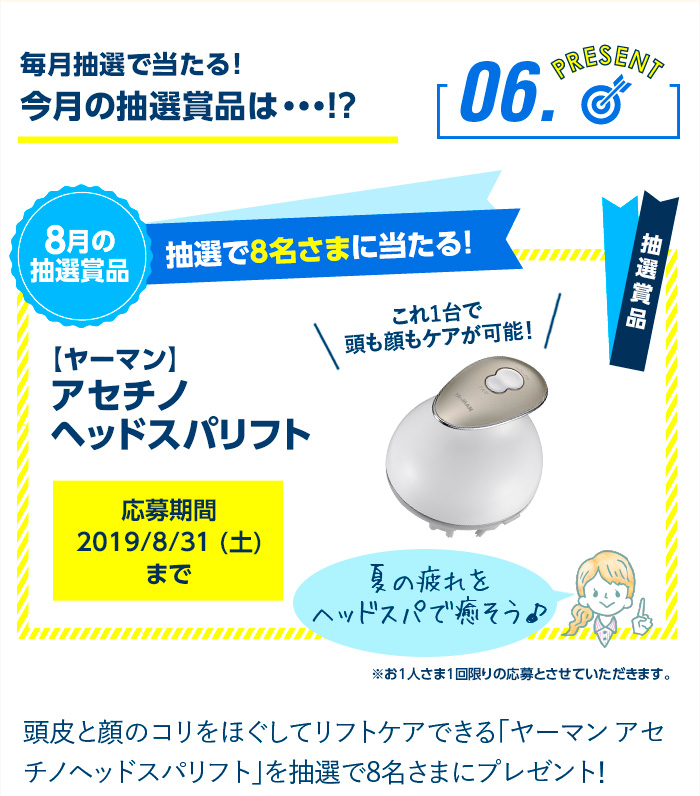 毎月抽選で当たる!
今月の抽選賞品は・・・!?
06.
PRESENT
8月の
抽選賞品
抽選で8名さまに当たる!
抽選賞品
これ1台で
頭も顔もケアが可能!
【ヤーマン】
アセチノ
ヘッドスパリフト
YA-MAN
応募期間
2019/8/31 (土)
まで
夏の疲れを
ヘッドスパで癒そう♪
※お1人さま1回限りの応募とさせていただきます。
頭皮と顔のコリをほぐしてリフトケアできる「ヤーマン アセ
チノヘッドスパリフト」を抽選で8名さまにプレゼント!